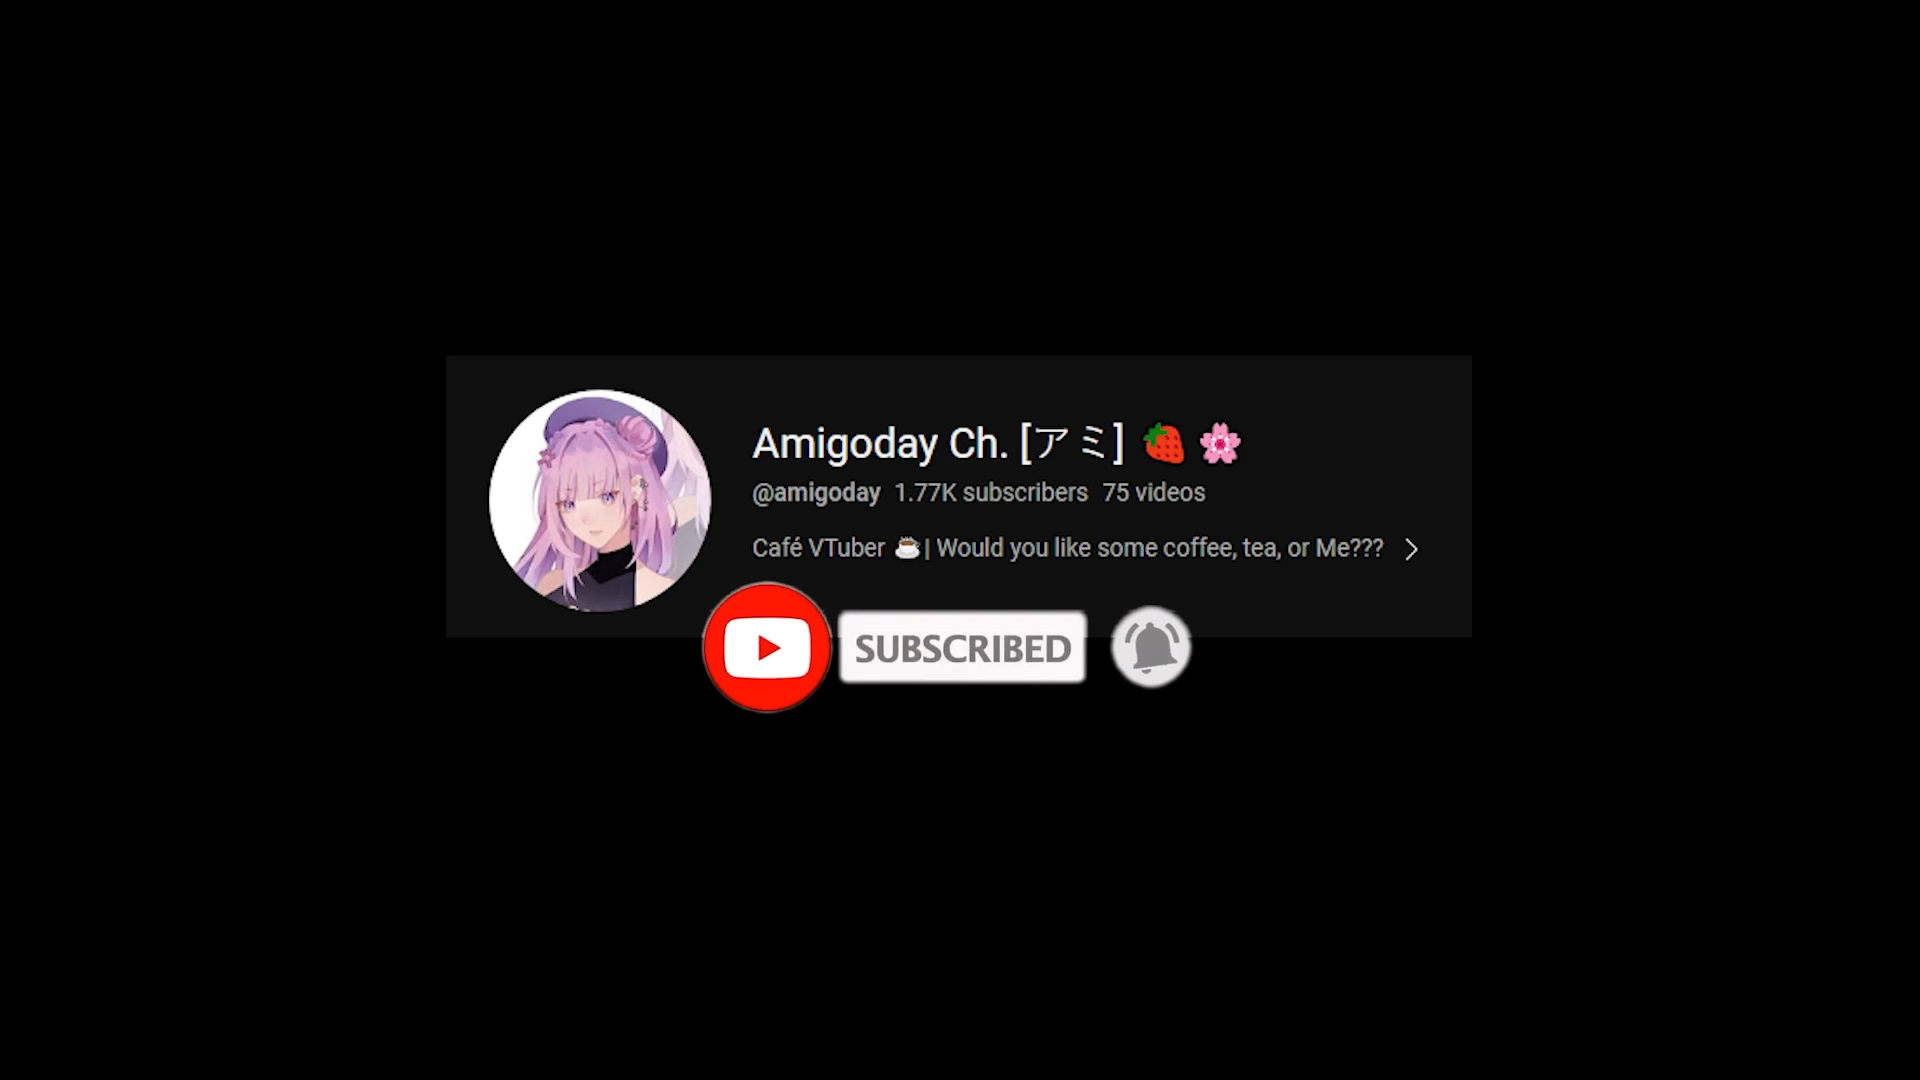 Amigoday Ch. [アミ] 🍓 🌸
@amigoday 1.77K subscribers 75 videos
Café VTuber ☕| Would you like some coffee, tea, or Me???
SUBSCRIBED